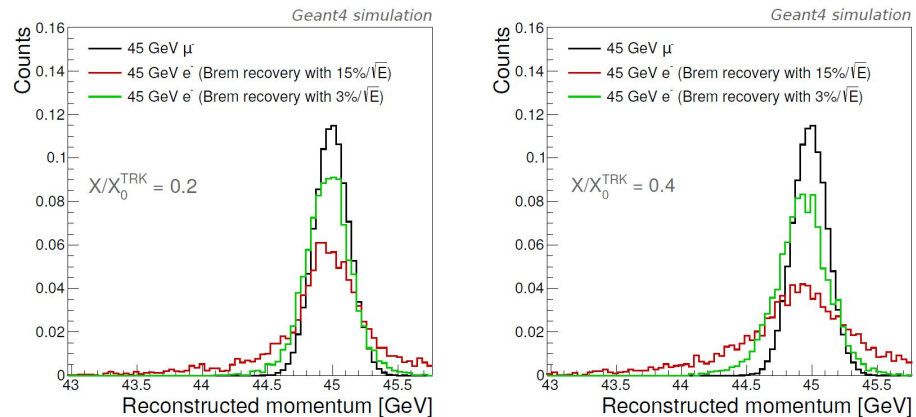 Geant4 simulation
Counts
0.16
0.14
0.12
0.1
0.08
0.06
0.04
0.02
0
45 GeV μ-
45 GeV e- (Brem recovery with 15%/√E)
45 GeV e- (Brem recovery with 3%/√E)
X/X0TRK = 0.2
43 43.5 44 44.5 45 45.5
Reconstructed momentum [GeV]
Geant4 simulation
Counts
0.16
0.14
0.12
0.1
0.08
0.06
0.04
0.02
0
45 GeV μ-
45 GeV e- (Brem recovery with 15%/√E)
45 GeV e- (Brem recovery with 3%/√E)
X/X0TRK = 0.4
43 43.5 44 44.5 45 45.5
Reconstructed momentum [GeV]